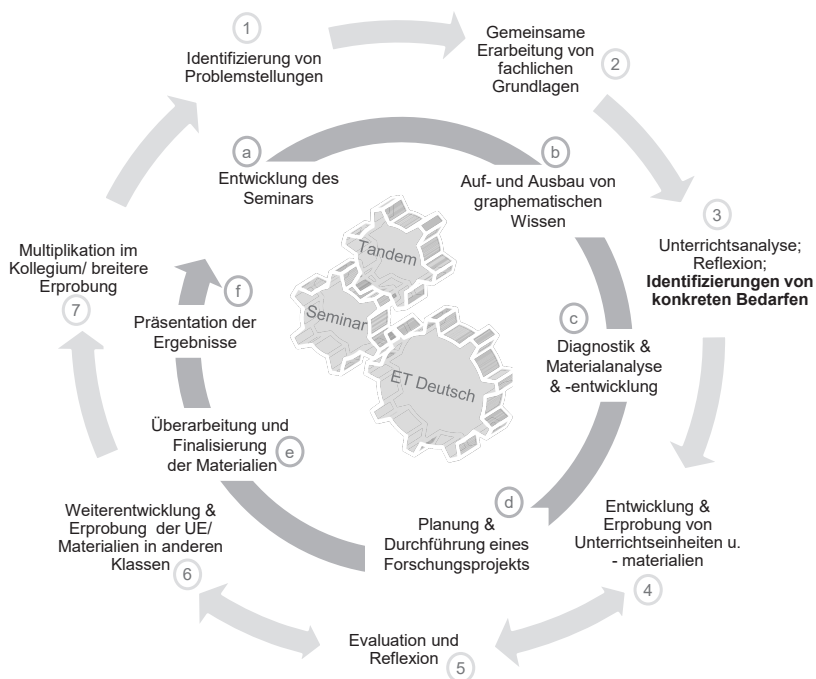 1
Identifizierung von
Problemstellungen
Gemeinsame
Erarbeitung von
fachlichen
Grundlagen
2
3
Unterrichtsanalyse;
Reflexion;
Identifizierungen von
konkreten Bedarfen
Entwicklung &
Erprobung von
Unterrichtseinheiten u.
- materialien
4
Evaluation und
Reflexion
5
Weiterentwicklung &
Erprobung der UE/
Materialien in anderen
Klassen
6
Multiplikation im
Kollegium/ breitere
Erprobung
7
a
Entwicklung des
Seminars
b
Auf- und Ausbau von
graphematischen
Wissen
c
Diagnostik &
Materialanalyse
& -entwicklung
d
Planung &
Durchführung eines
Forschungsprojekts
Überarbeitung und
Finalisierung
der Materialien
e
f
Präsentation der
Ergebnisse
Tandem
Seminar
ET Deutsch